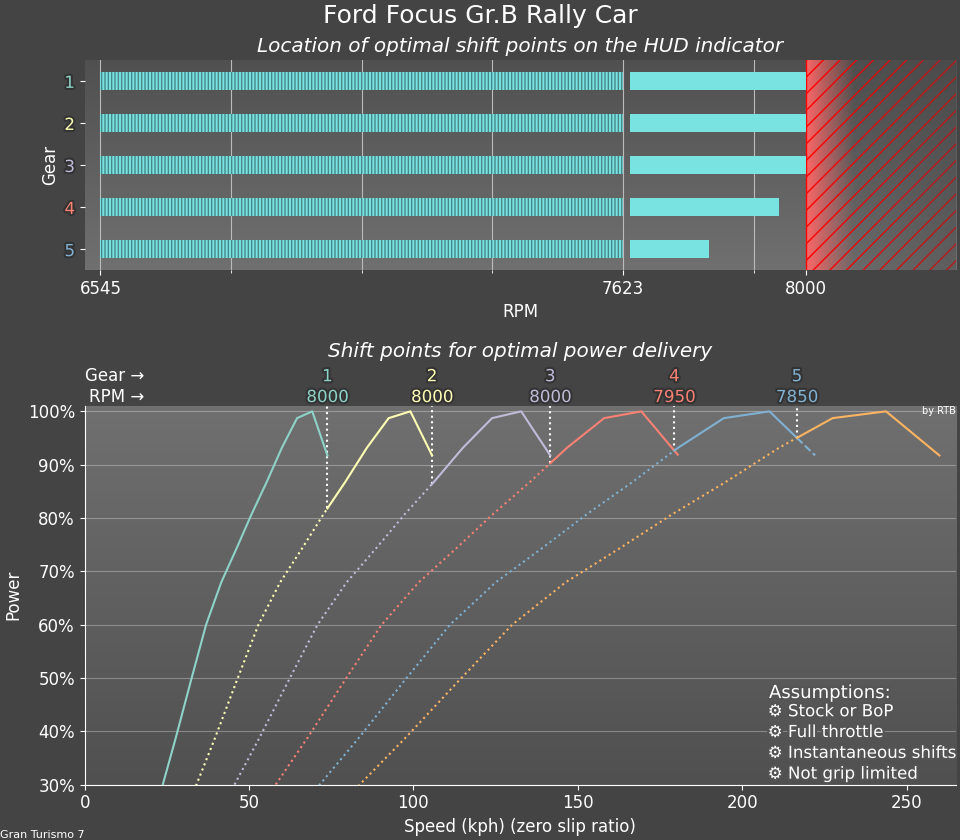 Ford Focus Gr.B Rally Car
Location of optimal shift points on the HUD indicator
Gear
1
2
3
4
5
6545 7623 8000
RPM
Shift points for optimal power delivery
Gear → 1 2 3 4 5
RPM → 8000 8000 8000 7950 7850
by RTB
Power
100%
90%
80%
70%
60%
50%
40%
30%
Assumptions:
⚙ Stock or BoP
⚙ Full throttle
⚙ Instantaneous shifts
⚙ Not grip limited
0 50 100 150 200 250
Speed (kph) (zero slip ratio)
Gran Turismo 7